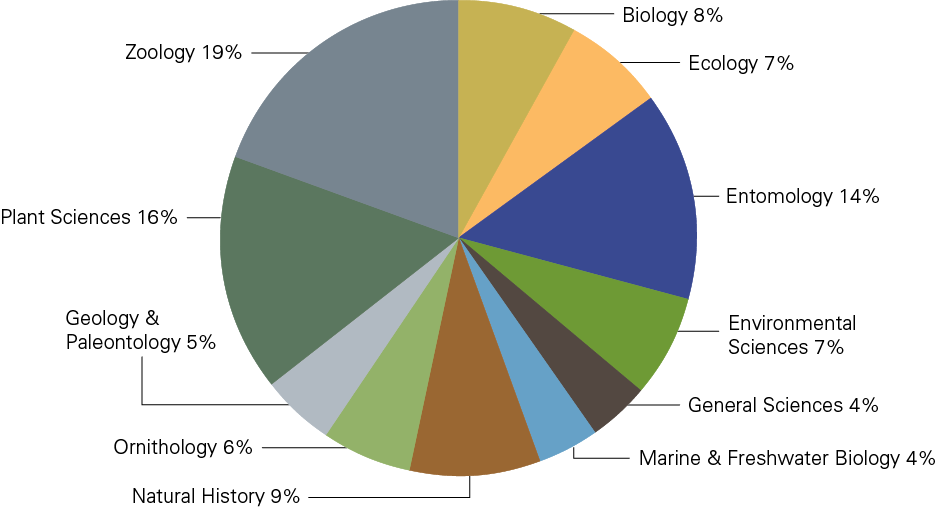 Biology 8%
Zoology 19%
Ecology 7%
Entomology 14%
Plant Sciences 16%
Geology &
Paleontology 5%
Environmental
Sciences 7%
General Sciences 4%
Ornithology 6%
Marine & Freshwater Biology 4%
Natural History 9%